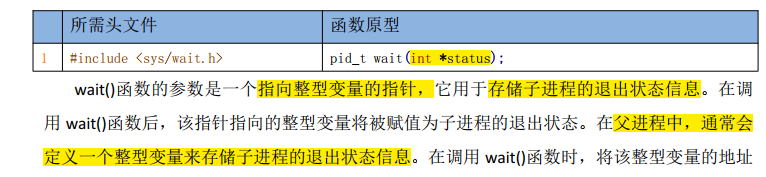 所需头文件 函数原型
1 #include <sys/wait.h> pid_t wait(int *status);
wait()函数的参数是一个指向整型变量的指针，它用于存储子进程的退出状态信息。在调
用 wait()函数后，该指针指向的整型变量将被赋值为子进程的退出状态。在父进程中，通常会
定义一个整型变量来存储子进程的退出状态信息。在调用 wait()函数时，将该整型变量的地址